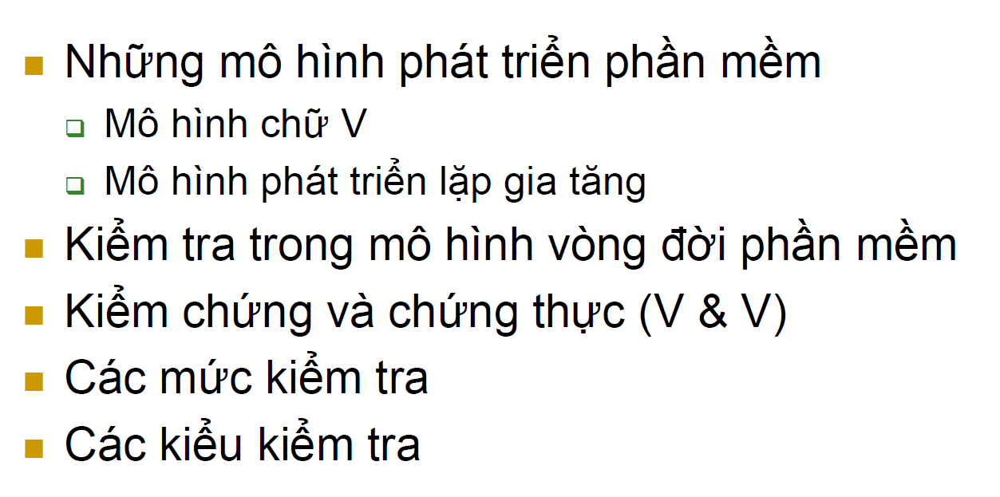 Những mô hình phát triển phần mềm
Mô hình chữ V
Mô hình phát triển lặp gia tăng
Kiểm tra trong mô hình vòng đời phần mềm
Kiểm chứng và chứng thực (V & V)
Các mức kiểm tra
Các kiểu kiểm tra